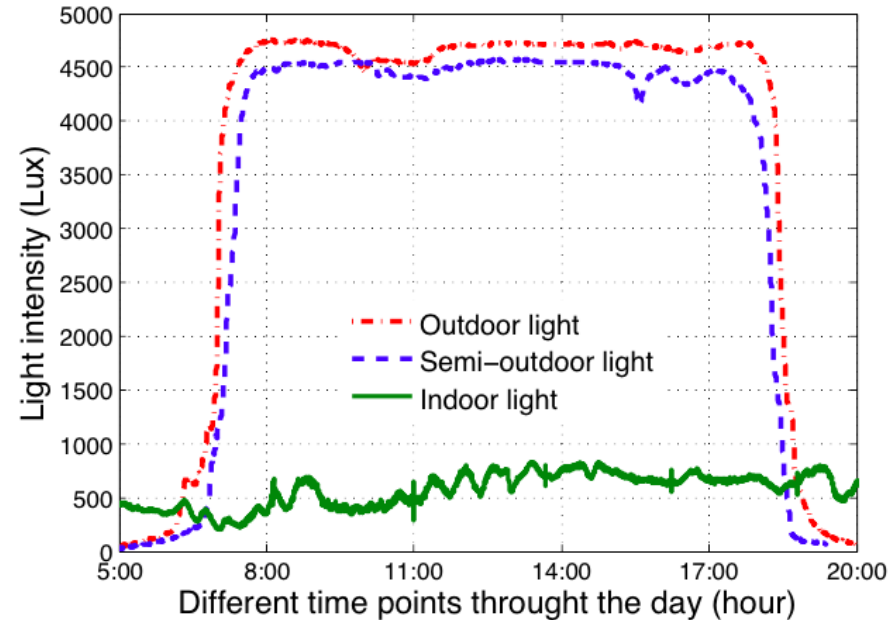 5000
4500
4000
3500
3000
2500
2000
1500
1000
500
0
Light intensity (Lux)
Outdoor light
Semi-outdoor light
Indoor light
5:00 8:00 11:00 14:00 17:00 20:00
Different time points throught the day (hour)